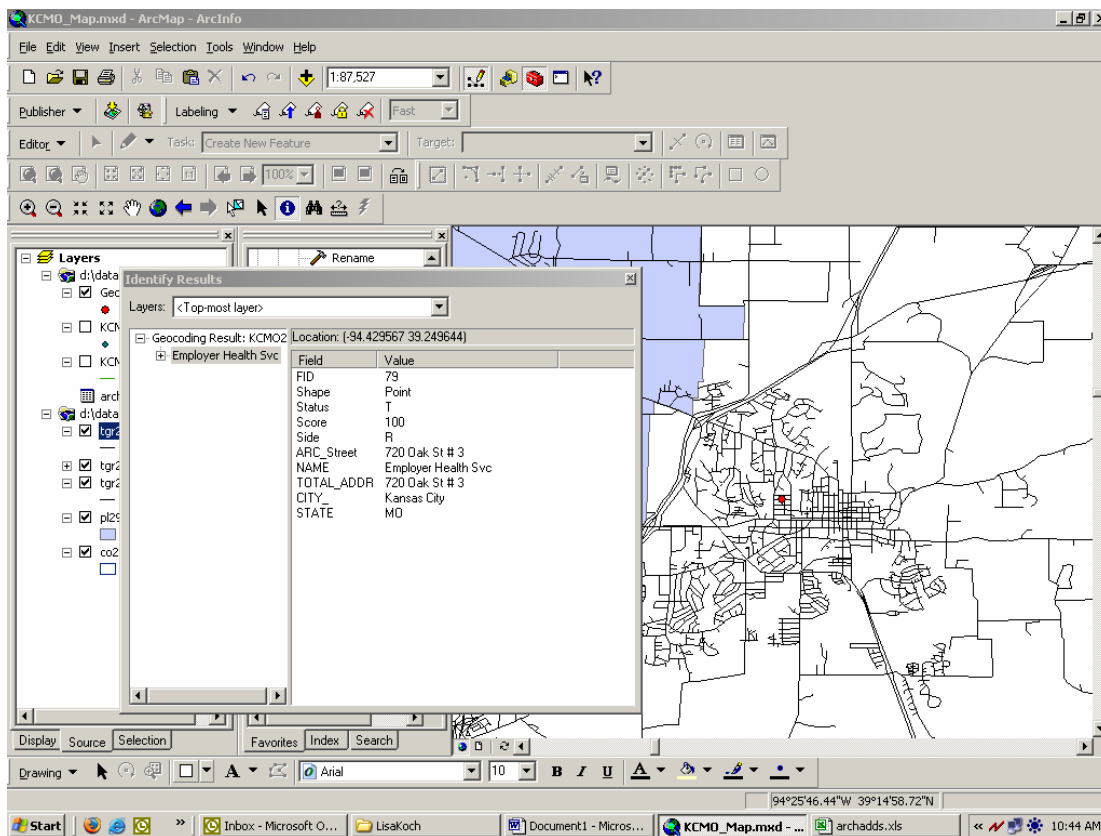 KCMO_Map.mxd - ArcMap - ArcInfo
File Edit View Insert Selection Tools Window Help
1:87,527
Publisher Labeling Fast
Editor Task: Create New Feature Target:
100%
Layers
Rename
d:\data
Identify Results
Layers: <Top-most layer>
Geo
KCM
KCM
arch
d:\data
tgr2
tgr2
tgr2
pl29
co2
Geocoding Result: KCMO2
Employer Health Svc
Location: (-94.429567 39.249644)
Field Value
FID 79
Shape Point
Status T
Score 100
Side R
ARC_Street 720 Oak St # 3
NAME Employer Health Svc
TOTAL_ADDR 720 Oak St # 3
CITY_ Kansas City
STATE MO
Display Source Selection
Favorites Index Search
Drawing A Arial 10 B I U A
94°25'46.44"W 39°14'58.72"N
Start » Inbox - Microsoft O... LisaKoch Document1 - Micros... KCMO_Map.mxd - ... archadds.xls « 10:44 AM